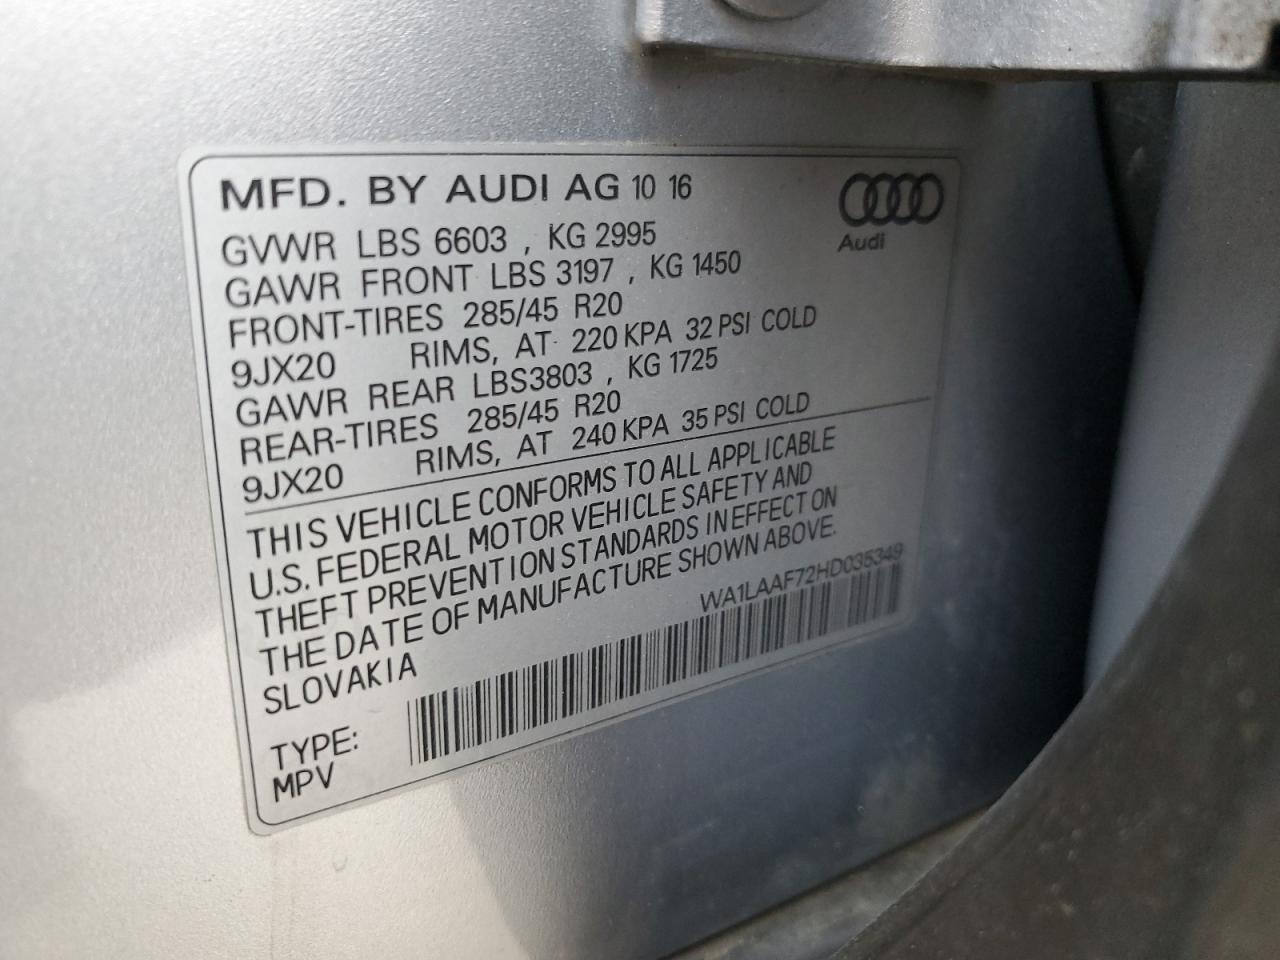 MFD. BY AUDI AG 10 16
Audi
GVWR LBS 6603 , KG 2995
GAWR FRONT LBS 3197 , KG 1450
FRONT-TIRES 285/45 R20
9JX20 RIMS, AT 220 KPA 32 PSI COLD
GAWR REAR LBS3803 , KG 1725
REAR-TIRES 285/45 R20
9JX20 RIMS, AT 240 KPA 35 PSI COLD
THIS VEHICLE CONFORMS TO ALL APPLICABLE
U.S. FEDERAL MOTOR VEHICLE SAFETY AND
THEFT PREVENTION STANDARDS IN EFFECT ON
THE DATE OF MANUFACTURE SHOWN ABOVE.
SLOVAKIA
WA1LAAF72HD035349
TYPE:
MPV